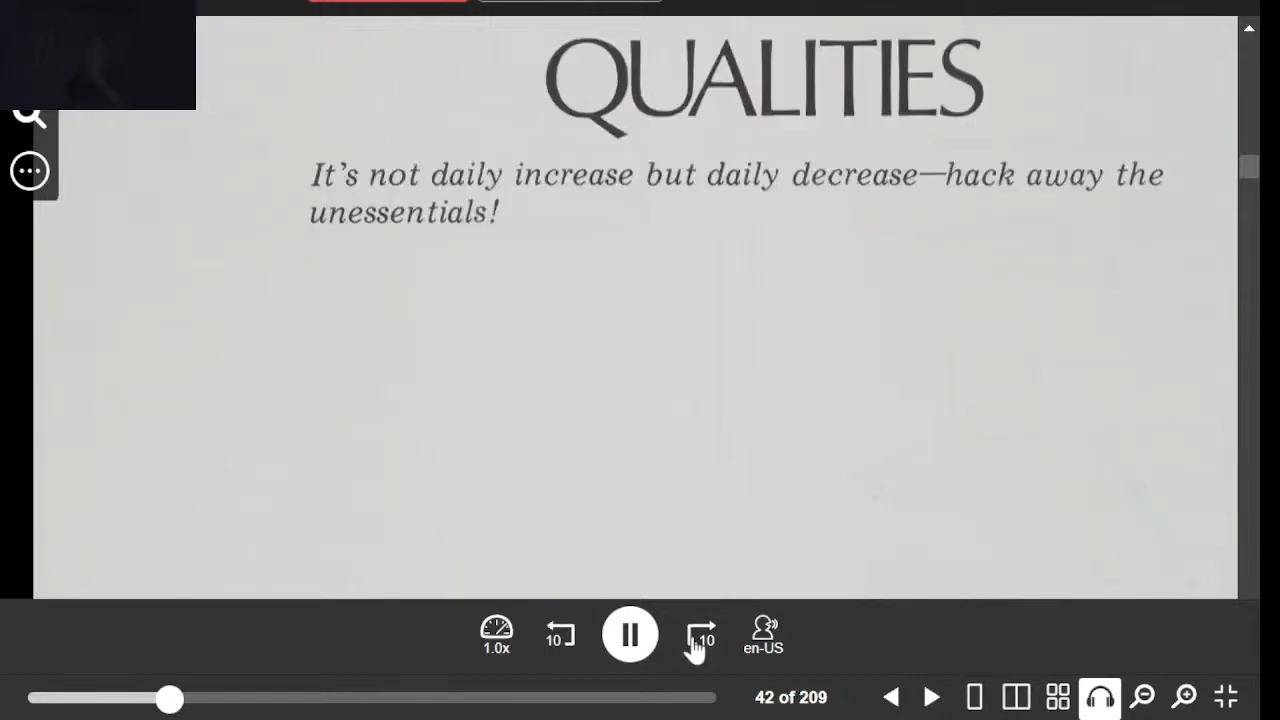 QUALITIES
It's not daily increase but daily decrease—hack away the
unessentials!
1.0x
10
10
en-US
42 of 209